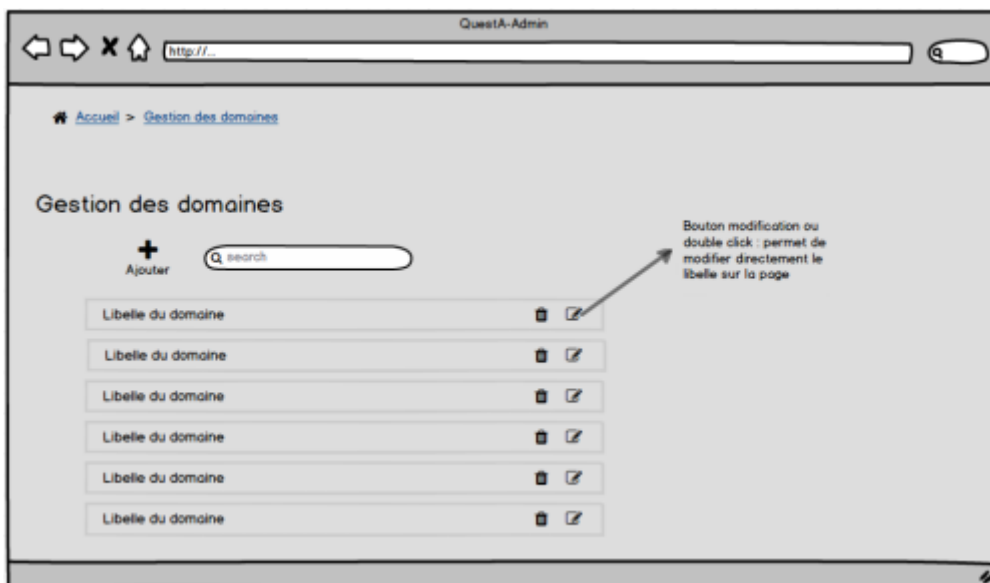 QuestA-Admin
http://...
Accueil > Gestion des domaines
Gestion des domaines
Ajouter
search
Bouton modification ou
double click : permet de
modifier directement le
libelle sur la page
Libelle du domaine
Libelle du domaine
Libelle du domaine
Libelle du domaine
Libelle du domaine
Libelle du domaine